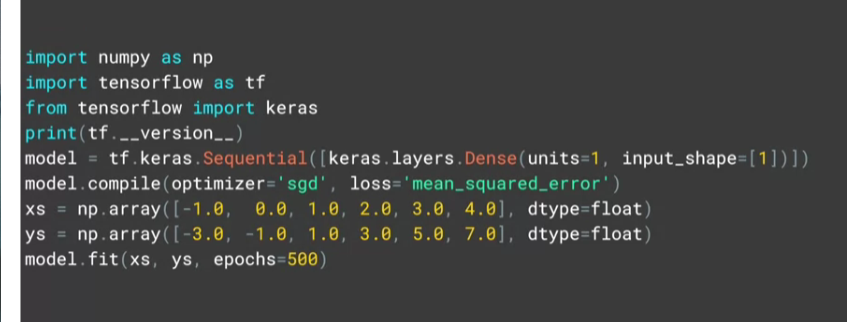 import numpy as np
import tensorflow as tf
from tensorflow import keras
print(tf.__version__)
model = tf.keras.Sequential([keras.layers.Dense(units=1, input_shape=[1])])
model.compile(optimizer='sgd', loss='mean_squared_error')
xs = np.array([-1.0,  0.0, 1.0, 2.0, 3.0, 4.0], dtype=float)
ys = np.array([-3.0, -1.0, 1.0, 3.0, 5.0, 7.0], dtype=float)
model.fit(xs, ys, epochs=500)